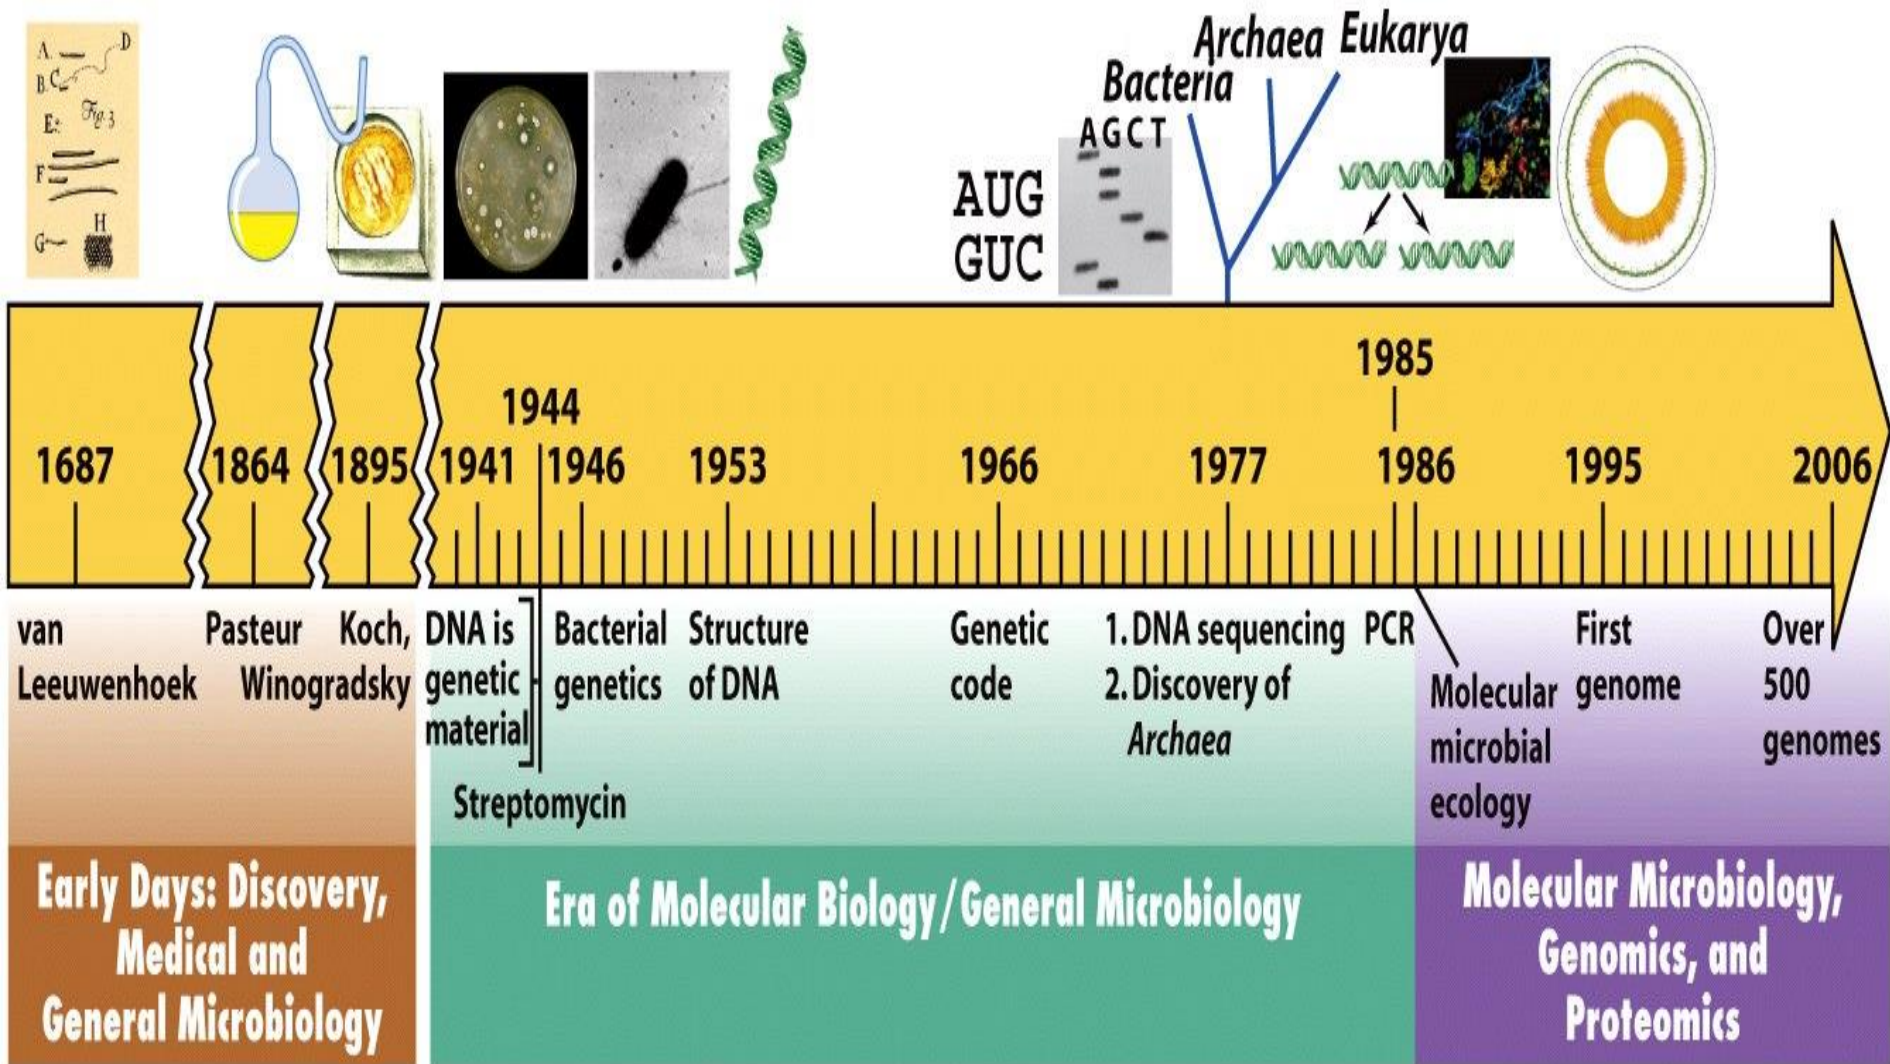 A.
D
B.
C
E:
Fig. 3
F
H
G
Archaea Eukarya
Bacteria
A G C T
AUG
GUC
1985
1944
1687
1864
1895
1941
1946
1953
1966
1977
1986
1995
2006
van
Leeuwenhoek
Pasteur
Koch,
Winogradsky
DNA is
genetic
material
Streptomycin
Bacterial
genetics
Structure
of DNA
Genetic
code
1. DNA sequencing
2. Discovery of
Archaea
PCR
Molecular
microbial
ecology
First
genome
Over
500
genomes
Early Days: Discovery,
Medical and
General Microbiology
Era of Molecular Biology/General Microbiology
Molecular Microbiology,
Genomics, and
Proteomics